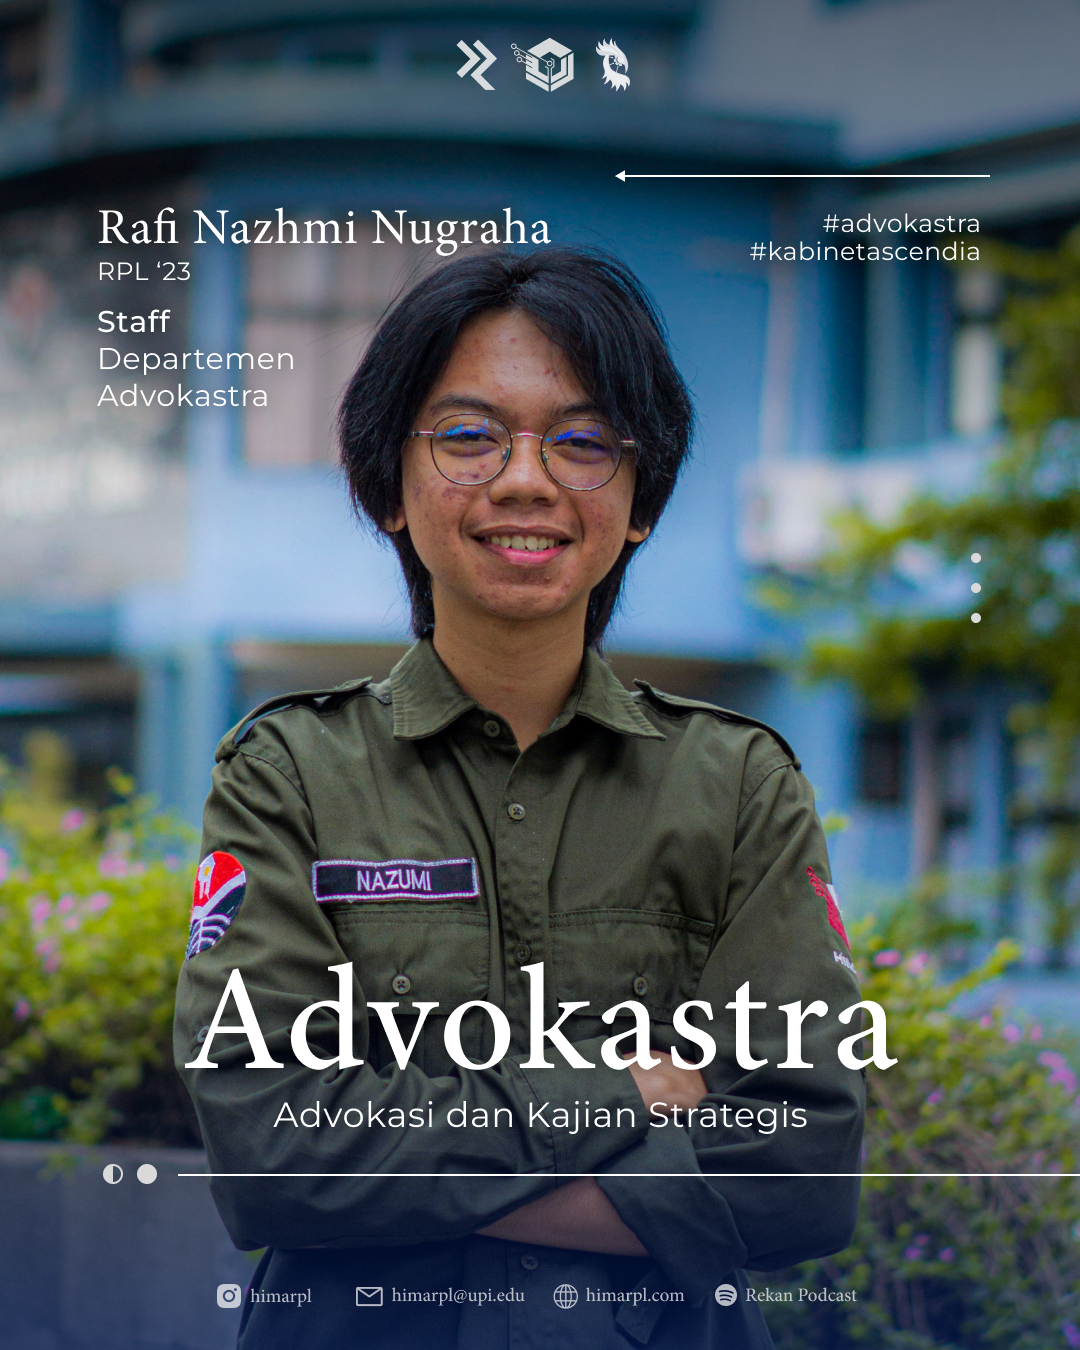 Rafi Nazhmi Nugraha
RPL ‘23
Staff
Departemen
Advokastra
#advokastra
#kabinetascendia
NAZUMI
Advokastra
Advokasi dan Kajian Strategis
himarpl
himarpl@upi.edu
himarpl.com
Rekan Podcast